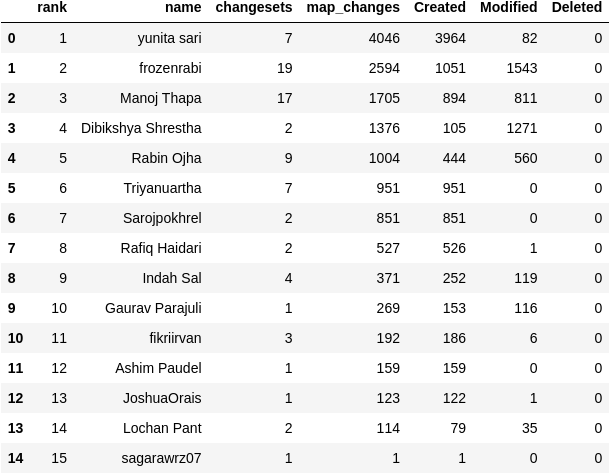 rank name changesets map_changes Created Modified Deleted
0 1 yunita sari 7 4046 3964 82 0
1 2 frozenrabi 19 2594 1051 1543 0
2 3 Manoj Thapa 17 1705 894 811 0
3 4 Dibikshya Shrestha 2 1376 105 1271 0
4 5 Rabin Ojha 9 1004 444 560 0
5 6 Triyanuartha 7 951 951 0 0
6 7 Sarojpokhrel 2 851 851 0 0
7 8 Rafiq Haidari 2 527 526 1 0
8 9 Indah Sal 4 371 252 119 0
9 10 Gaurav Parajuli 1 269 153 116 0
10 11 fikriirvan 3 192 186 6 0
11 12 Ashim Paudel 1 159 159 0 0
12 13 JoshuaOrais 1 123 122 1 0
13 14 Lochan Pant 2 114 79 35 0
14 15 sagarawrz07 1 1 1 0 0